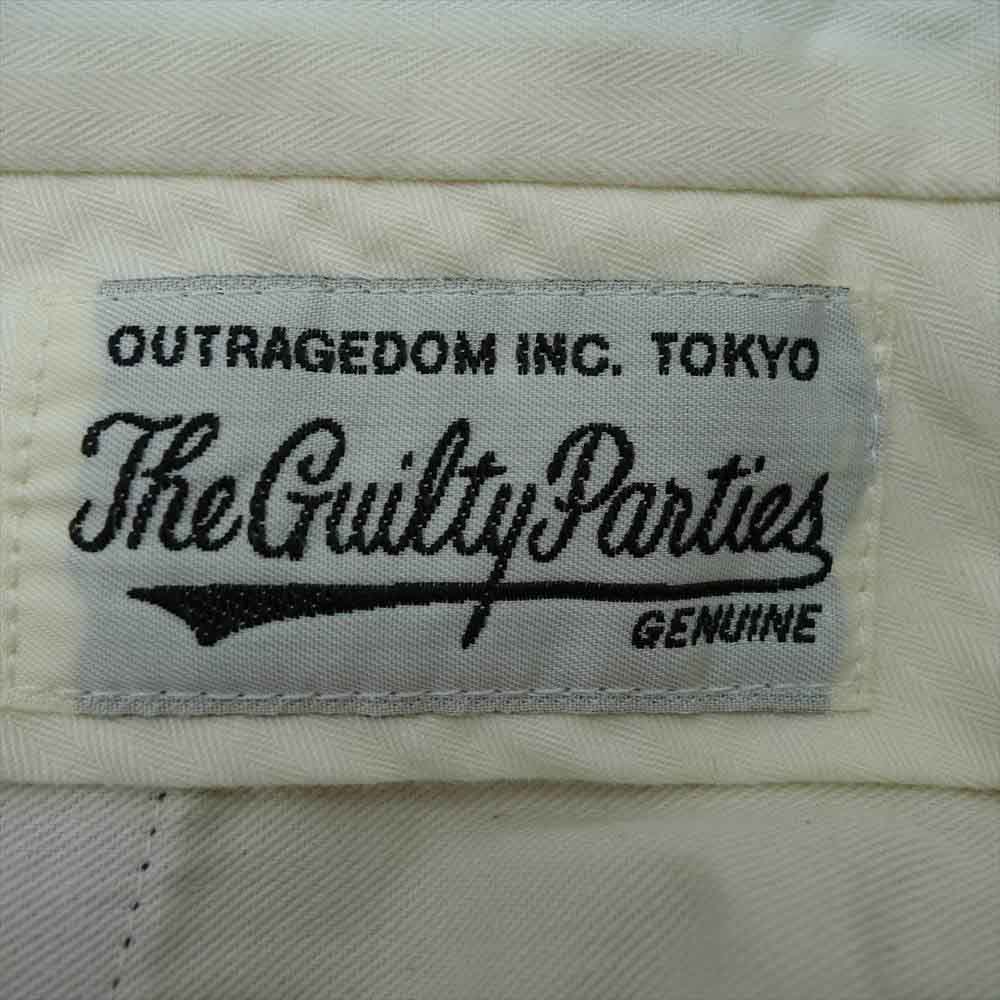 OUTRAGEDOM INC. TOKYO
The Guilty Parties
GENUINE